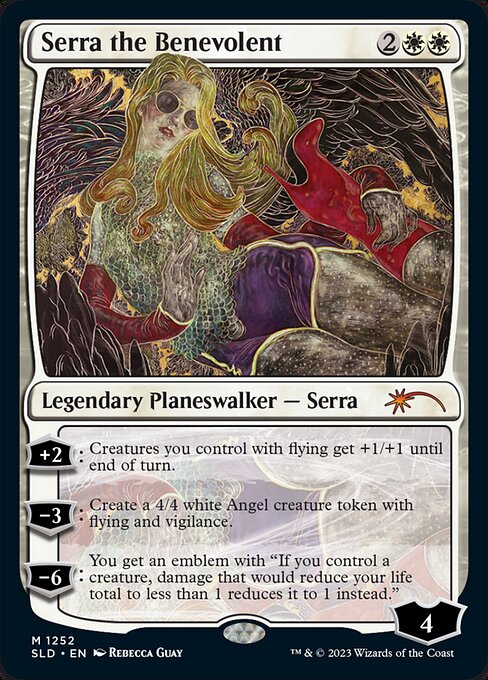 Serra the Benevolent 2
Legendary Planeswalker — Serra
+2: Creatures you control with flying get +1/+1 until
end of turn.
−3: Create a 4/4 white Angel creature token with
flying and vigilance.
−6: You get an emblem with “If you control a
creature, damage that would reduce your life
total to less than 1 reduces it to 1 instead.”
4
M 1252
SLD • EN Rebecca Guay
™ & © 2023 Wizards of the Coast